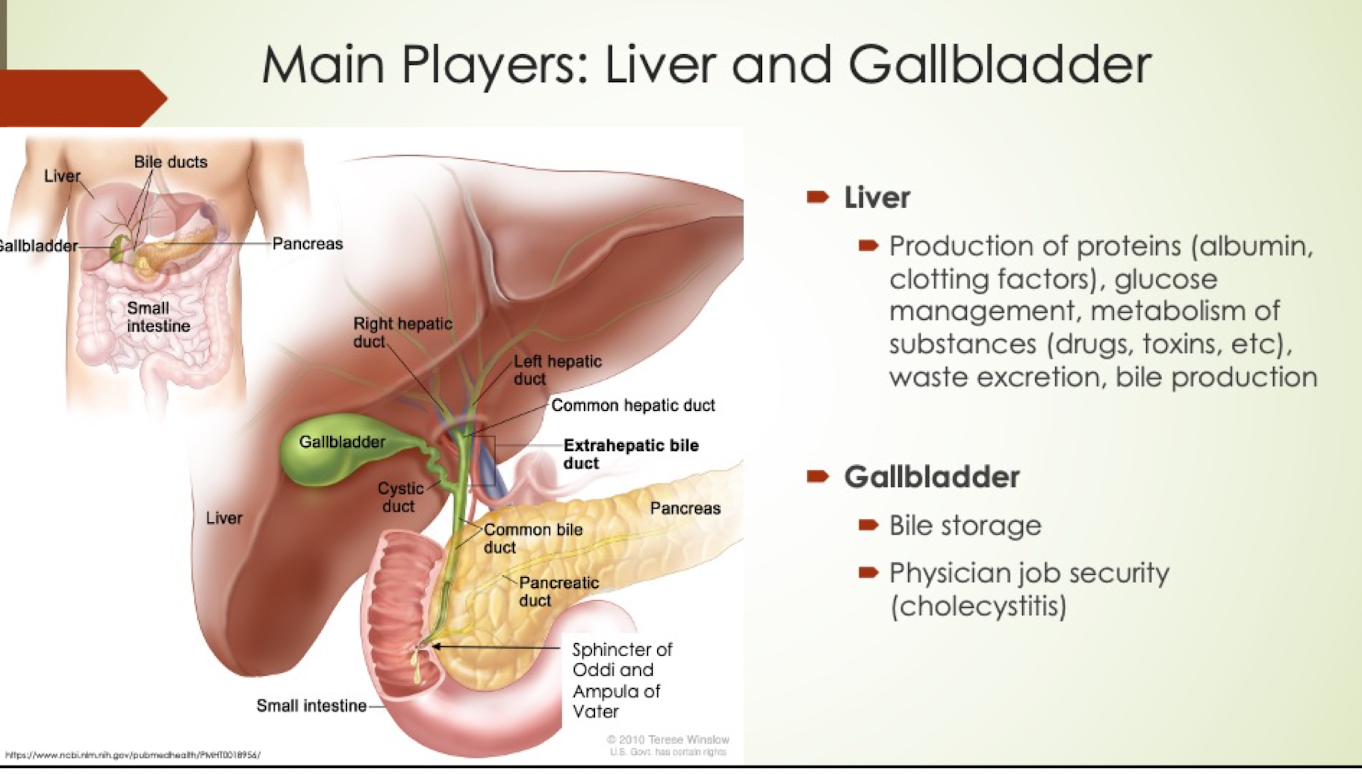 Main Players: Liver and Gallbladder
Bile ducts
Liver
Gallbladder
Pancreas
Small
intestine
Right hepatic
duct
Left hepatic
duct
Common hepatic duct
Gallbladder
Extrahepatic bile
duct
Cystic
duct
Liver
Pancreas
Common bile
duct
Pancreatic
duct
Sphincter of
Oddi and
Ampula of
Vater
Small intestine
© 2010 Terese Winslow
U.S. Govt. has certain rights
https://www.ncbi.nlm.nih.gov/pubmedhealth/PMHT0018956/
Liver
Production of proteins (albumin,
clotting factors), glucose
management, metabolism of
substances (drugs, toxins, etc),
waste excretion, bile production
Gallbladder
Bile storage
Physician job security
(cholecystitis)